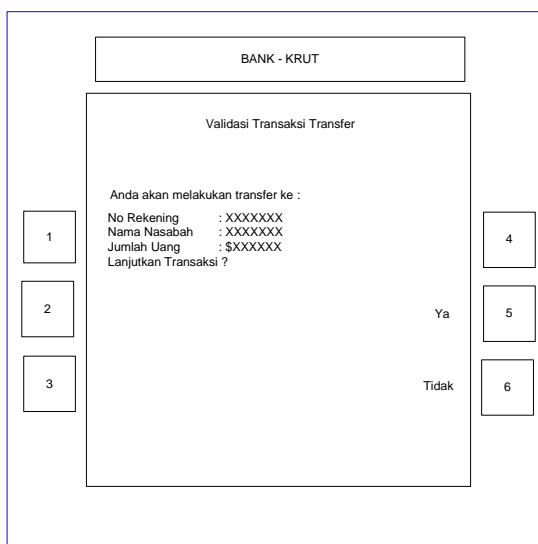 BANK - KRUT
Validasi Transaksi Transfer
Anda akan melakukan transfer ke :
No Rekening : XXXXXXX
Nama Nasabah : XXXXXXX
Jumlah Uang : $XXXXXX
Lanjutkan Transaksi ?
1
4
2
Ya 5
3
Tidak 6